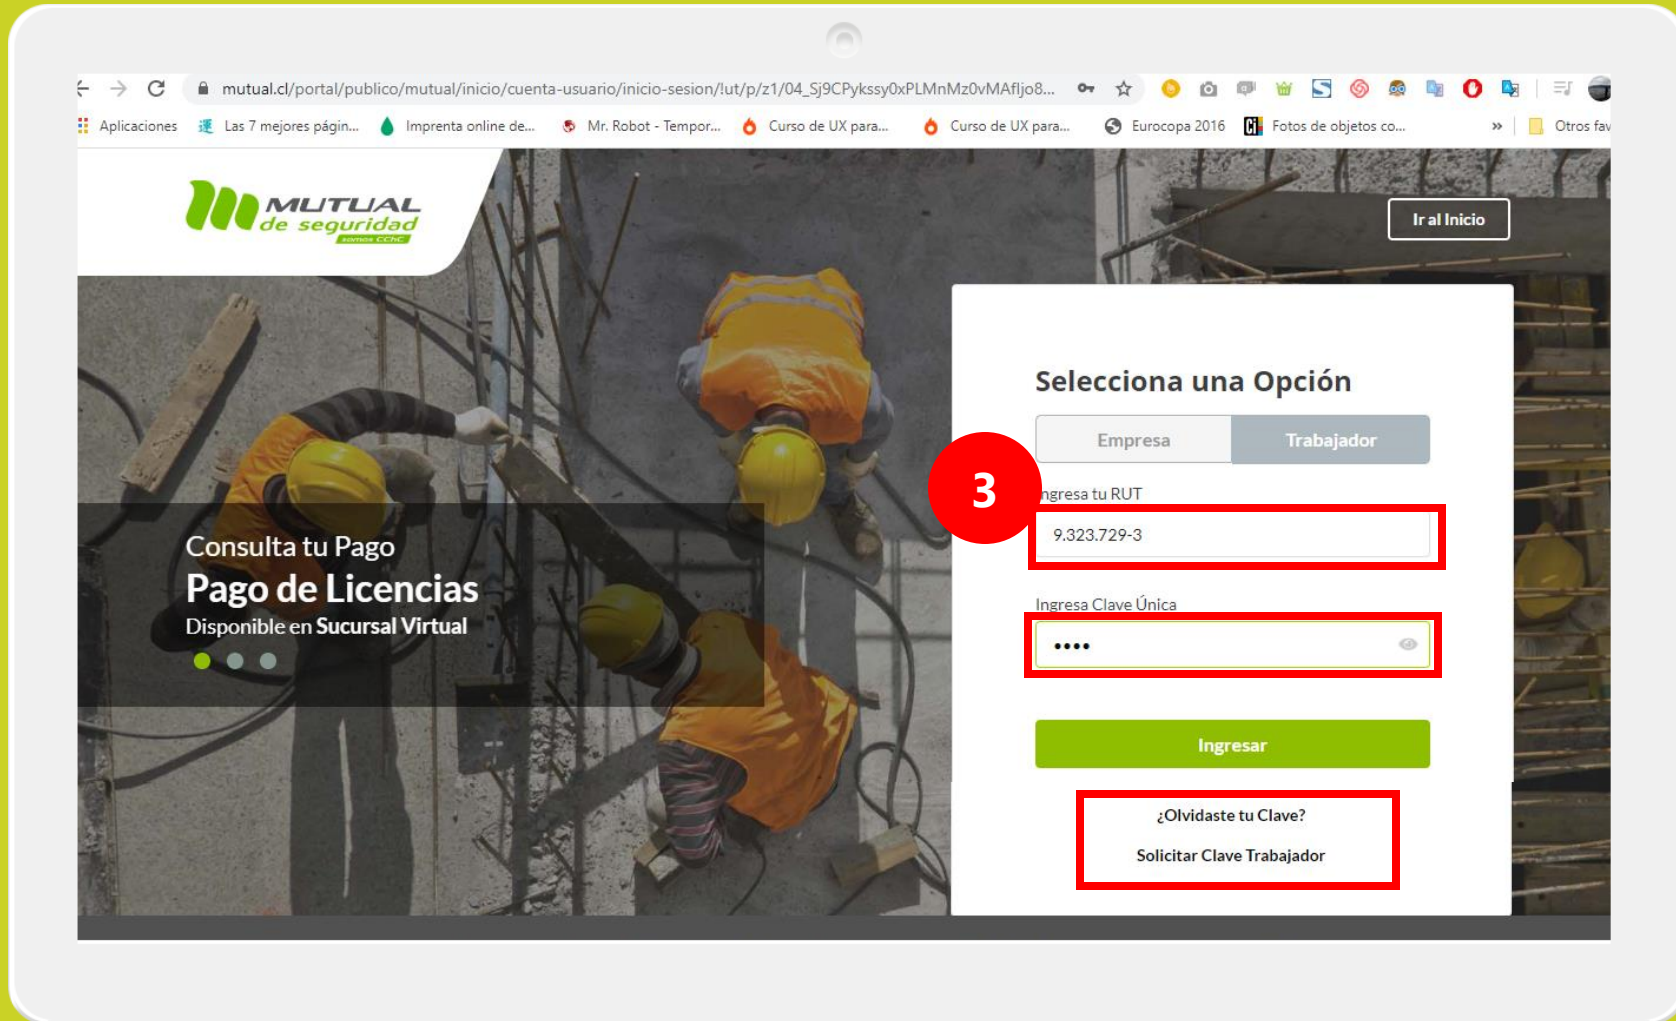 mutual.cl/portal/publico/mutual/inicio/cuenta-usuario/inicio-sesion/!ut/p/z1/04_Sj9CPykssy0xPLMnMz0vMAfIjo8...
Aplicaciones Las 7 mejores págin... Imprenta online de... Mr. Robot - Tempor... Curso de UX para... Curso de UX para... Eurocopa 2016 Fotos de objetos co... » Otros fav
MUTUAL
de seguridad
somos CChC
Ir al Inicio
Selecciona una Opción
Empresa Trabajador
3
ngresa tu RUT
9.323.729-3
Ingresa Clave Única
••••
Ingresar
¿Olvidaste tu Clave?
Solicitar Clave Trabajador
Consulta tu Pago
Pago de Licencias
Disponible en Sucursal Virtual